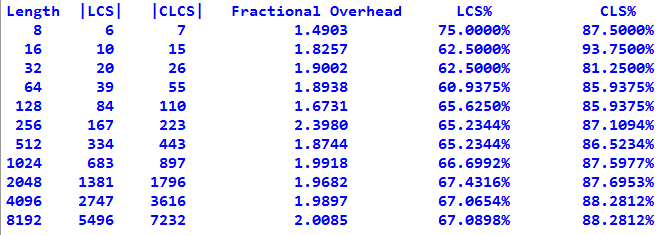 Length |LCS| |CLCS| Fractional Overhead LCS% CLS%
8 6 7 1.4903 75.0000% 87.5000%
16 10 15 1.8257 62.5000% 93.7500%
32 20 26 1.9002 62.5000% 81.2500%
64 39 55 1.8938 60.9375% 85.9375%
128 84 110 1.6731 65.6250% 85.9375%
256 167 223 2.3980 65.2344% 87.1094%
512 334 443 1.8744 65.2344% 86.5234%
1024 683 897 1.9918 66.6992% 87.5977%
2048 1381 1796 1.9682 67.4316% 87.6953%
4096 2747 3616 1.9897 67.0654% 88.2812%
8192 5496 7232 2.0085 67.0898% 88.2812%